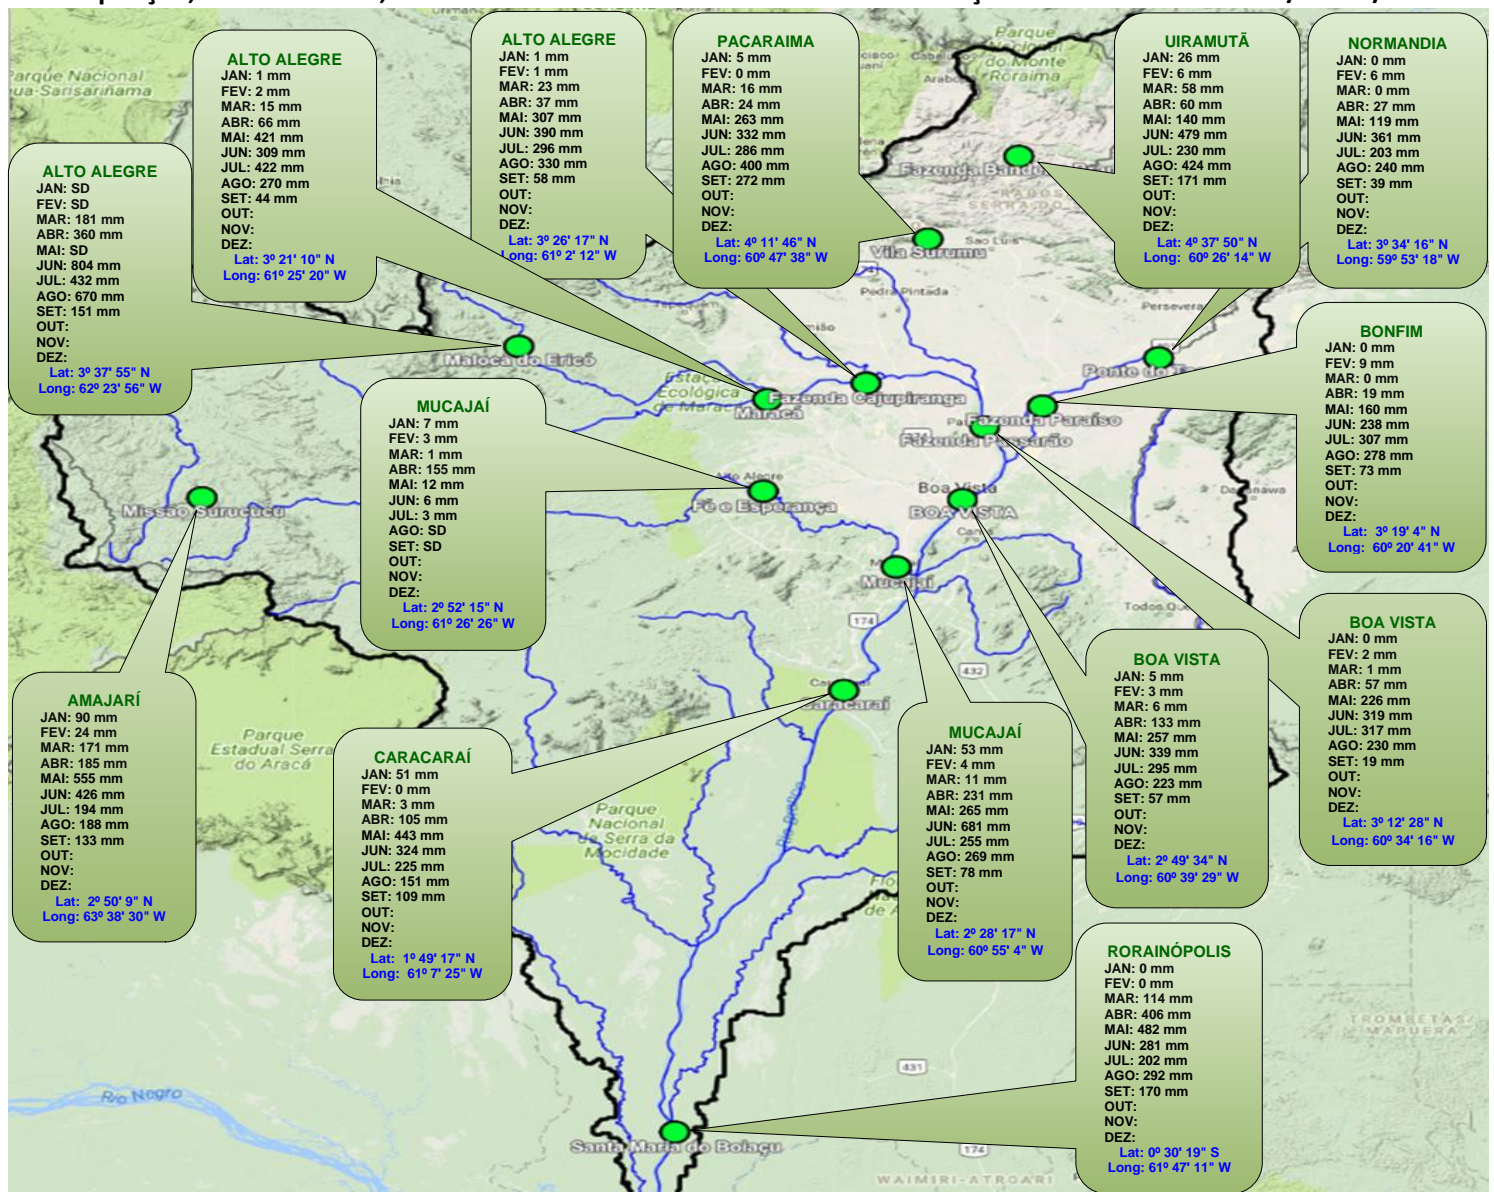 ALTO ALEGRE
JAN: SD
FEV: SD
MAR: 181 mm
ABR: 360 mm
MAI: SD
JUN: 804 mm
JUL: 432 mm
AGO: 670 mm
SET: 151 mm
OUT:
NOV:
DEZ:
Lat: 3º 37' 55" N
Long: 62º 23' 56" W
ALTO ALEGRE
JAN: 1 mm
FEV: 2 mm
MAR: 15 mm
ABR: 66 mm
MAI: 421 mm
JUN: 309 mm
JUL: 422 mm
AGO: 270 mm
SET: 44 mm
OUT:
NOV:
DEZ:
Lat: 3º 21' 10" N
Long: 61º 25' 20" W
ALTO ALEGRE
JAN: 1 mm
FEV: 1 mm
MAR: 23 mm
ABR: 37 mm
MAI: 307 mm
JUN: 390 mm
JUL: 296 mm
AGO: 330 mm
SET: 58 mm
OUT:
NOV:
DEZ:
Lat: 3º 26' 17" N
Long: 61º 2' 12" W
PACARAIMA
JAN: 5 mm
FEV: 0 mm
MAR: 16 mm
ABR: 24 mm
MAI: 263 mm
JUN: 332 mm
JUL: 286 mm
AGO: 400 mm
SET: 272 mm
OUT:
NOV:
DEZ:
Lat: 4º 11' 46" N
Long: 60º 47' 38" W
UIRAMUTÃ
JAN: 26 mm
FEV: 6 mm
MAR: 58 mm
ABR: 60 mm
MAI: 140 mm
JUN: 479 mm
JUL: 230 mm
AGO: 424 mm
SET: 171 mm
OUT:
NOV:
DEZ:
Lat: 4º 37' 50" N
Long: 60º 26' 14" W
NORMANDIA
JAN: 0 mm
FEV: 6 mm
MAR: 0 mm
ABR: 27 mm
MAI: 119 mm
JUN: 361 mm
JUL: 203 mm
AGO: 240 mm
SET: 39 mm
OUT:
NOV:
DEZ:
Lat: 3º 34' 16" N
Long: 59º 53' 18" W
BONFIM
JAN: 0 mm
FEV: 9 mm
MAR: 0 mm
ABR: 19 mm
MAI: 160 mm
JUN: 238 mm
JUL: 307 mm
AGO: 278 mm
SET: 73 mm
OUT:
NOV:
DEZ:
Lat: 3º 19' 4" N
Long: 60º 20' 41" W
MUCAJAÍ
JAN: 7 mm
FEV: 3 mm
MAR: 1 mm
ABR: 155 mm
MAI: 12 mm
JUN: 6 mm
JUL: 3 mm
AGO: SD
SET: SD
OUT:
NOV:
DEZ:
Lat: 2º 52' 15" N
Long: 61º 26' 26" W
AMAJARÍ
JAN: 90 mm
FEV: 24 mm
MAR: 171 mm
ABR: 185 mm
MAI: 555 mm
JUN: 426 mm
JUL: 194 mm
AGO: 188 mm
SET: 133 mm
OUT:
NOV:
DEZ:
Lat: 2º 50' 9" N
Long: 63º 38' 30" W
CARACARAÍ
JAN: 51 mm
FEV: 0 mm
MAR: 3 mm
ABR: 105 mm
MAI: 443 mm
JUN: 324 mm
JUL: 225 mm
AGO: 151 mm
SET: 109 mm
OUT:
NOV:
DEZ:
Lat: 1º 49' 17" N
Long: 61º 7' 25" W
MUCAJAÍ
JAN: 53 mm
FEV: 4 mm
MAR: 11 mm
ABR: 231 mm
MAI: 265 mm
JUN: 681 mm
JUL: 255 mm
AGO: 269 mm
SET: 78 mm
OUT:
NOV:
DEZ:
Lat: 2º 28' 17" N
Long: 60º 55' 4" W
BOA VISTA
JAN: 5 mm
FEV: 3 mm
MAR: 6 mm
ABR: 133 mm
MAI: 257 mm
JUN: 339 mm
JUL: 295 mm
AGO: 223 mm
SET: 57 mm
OUT:
NOV:
DEZ:
Lat: 2º 49' 34" N
Long: 60º 39' 29" W
BOA VISTA
JAN: 0 mm
FEV: 2 mm
MAR: 1 mm
ABR: 57 mm
MAI: 226 mm
JUN: 319 mm
JUL: 317 mm
AGO: 230 mm
SET: 19 mm
OUT:
NOV:
DEZ:
Lat: 3º 12' 28" N
Long: 60º 34' 16" W
RORAINÓPOLIS
JAN: 0 mm
FEV: 0 mm
MAR: 114 mm
ABR: 406 mm
MAI: 482 mm
JUN: 281 mm
JUL: 202 mm
AGO: 292 mm
SET: 170 mm
OUT:
NOV:
DEZ:
Lat: 0º 30' 19" S
Long: 61º 47' 11" W
Parque
do Monte
Roraima
Parque Nacional
Vila Surumu
Sao Luis
Pedra Pintada
Maloca do Ericó
Ecológica
Maracá
Fazenda Cajupiranga
Fazenda Paraíso
Fazenda Passarão
Ponte do
Missão Surucucu
Alto Alegre
Fé e Esperança
Boa Vista
BOA VISTA
Mucajaí
174
432
Caracaraí
Parque
Estadual Serra
do Aracá
Parque
Nacional
da Serra da
Mocidade
Rio Branco
Rio Negro
431
174
Santa Maria do Boiaçu
TROMBETAS/
MAPUERA
WAIMIRI-ATROARI